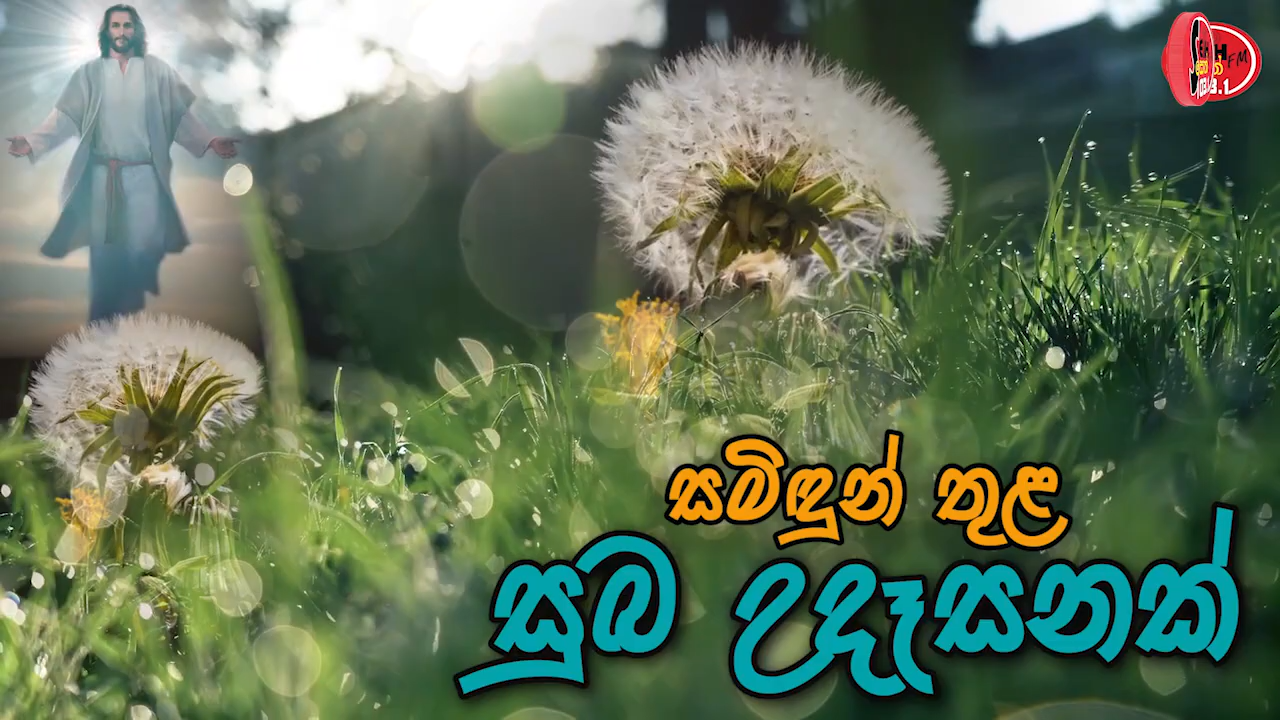 සමිඳුන් තුළ
සුබ උදෑසනක්